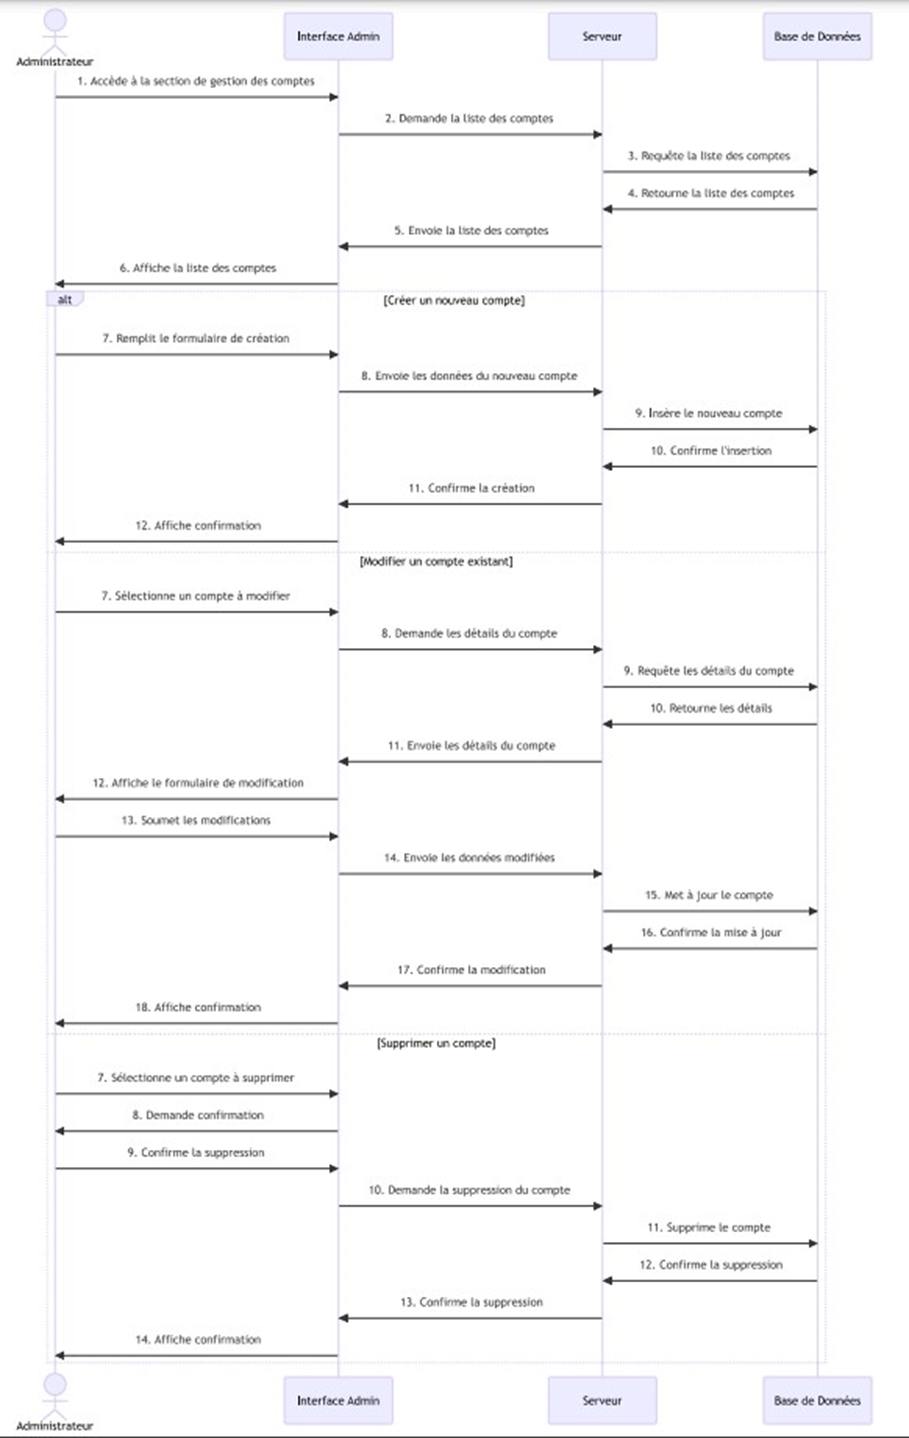 Administrateur
Interface Admin
Serveur
Base de Données
1. Accède à la section de gestion des comptes
2. Demande la liste des comptes
3. Requête la liste des comptes
4. Retourne la liste des comptes
5. Envoie la liste des comptes
6. Affiche la liste des comptes
alt
[Créer un nouveau compte]
7. Remplit le formulaire de création
8. Envoie les données du nouveau compte
9. Insère le nouveau compte
10. Confirme l'insertion
11. Confirme la création
12. Affiche confirmation
[Modifier un compte existant]
7. Sélectionne un compte à modifier
8. Demande les détails du compte
9. Requête les détails du compte
10. Retourne les détails
11. Envoie les détails du compte
12. Affiche le formulaire de modification
13. Soumet les modifications
14. Envoie les données modifiées
15. Met à jour le compte
16. Confirme la mise à jour
17. Confirme la modification
18. Affiche confirmation
[Supprimer un compte]
7. Sélectionne un compte à supprimer
8. Demande confirmation
9. Confirme la suppression
10. Demande la suppression du compte
11. Supprime le compte
12. Confirme la suppression
13. Confirme la suppression
14. Affiche confirmation
Administrateur
Interface Admin
Serveur
Base de Données